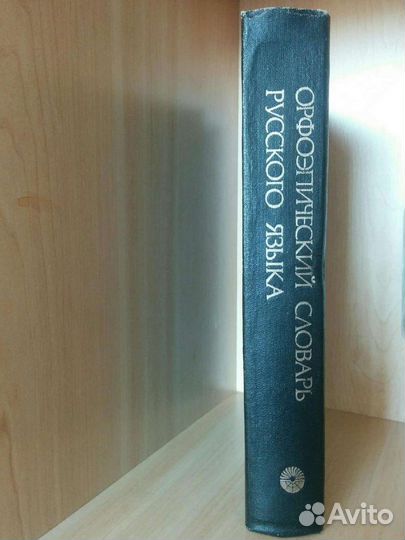 ОРФОЭПИЧЕСКИЙ СЛОВАРЬ
РУССКОГО ЯЗЫКА
Avito